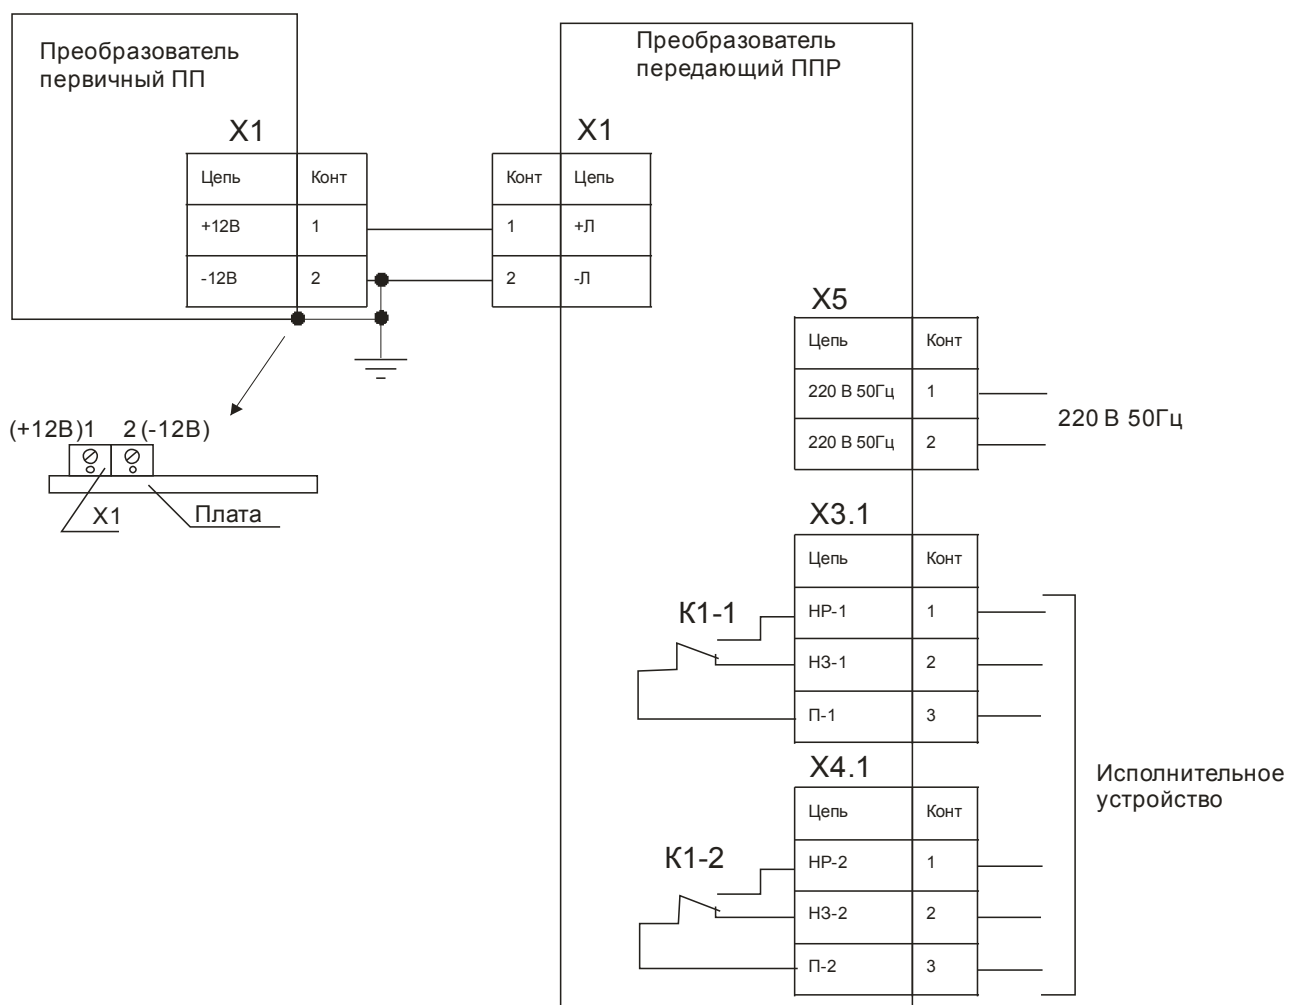 Преобразователь
первичный ПП
X1
Цепь Конт
+12В 1
-12В 2
Преобразователь
передающий ППР
X1
Конт Цепь
1 +Л
2 -Л
(+12В)1 2 (-12В)
X1
Плата
X5
Цепь Конт
220 В 50Гц 1
220 В 50Гц 2
220 В 50Гц
X3.1
Цепь Конт
НР-1 1
НЗ-1 2
П-1 3
К1-1
X4.1
Цепь Конт
НР-2 1
НЗ-2 2
П-2 3
К1-2
Исполнительное
устройство